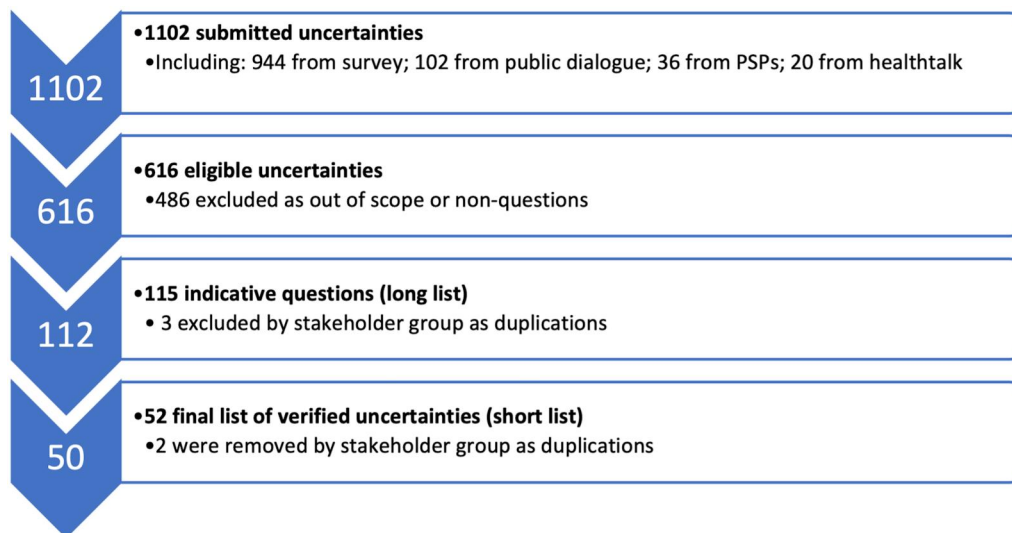 1102
•1102 submitted uncertainties
•Including: 944 from survey; 102 from public dialogue; 36 from PSPs; 20 from healthtalk
616
•616 eligible uncertainties
•486 excluded as out of scope or non-questions
112
•115 indicative questions (long list)
• 3 excluded by stakeholder group as duplications
50
•52 final list of verified uncertainties (short list)
•2 were removed by stakeholder group as duplications